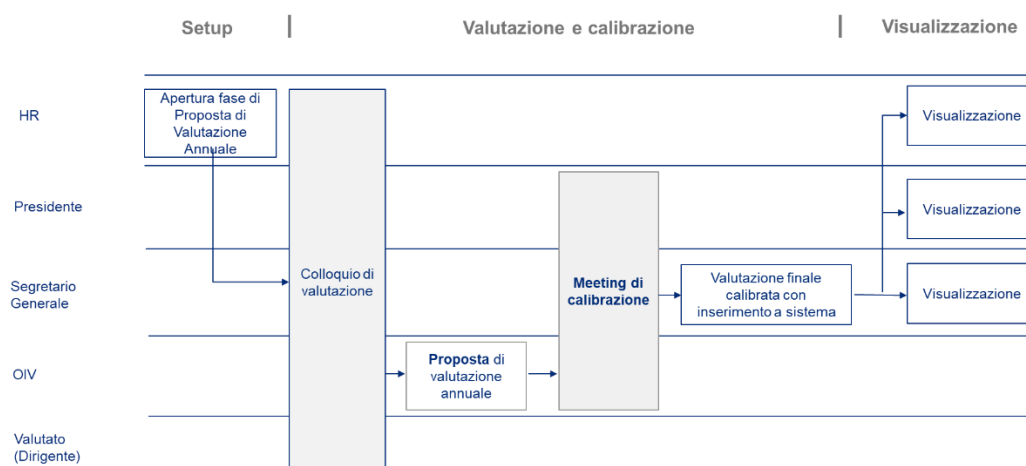 Setup | Valutazione e calibrazione | Visualizzazione
HR
Apertura fase di
Proposta di
Valutazione
Annuale
Visualizzazione
Presidente
Visualizzazione
Segretario
Generale
Colloquio di
valutazione
Meeting di
calibrazione
Valutazione finale
calibrata con
inserimento a sistema
Visualizzazione
OIV
Proposta di
valutazione
annuale
Valutato
(Dirigente)